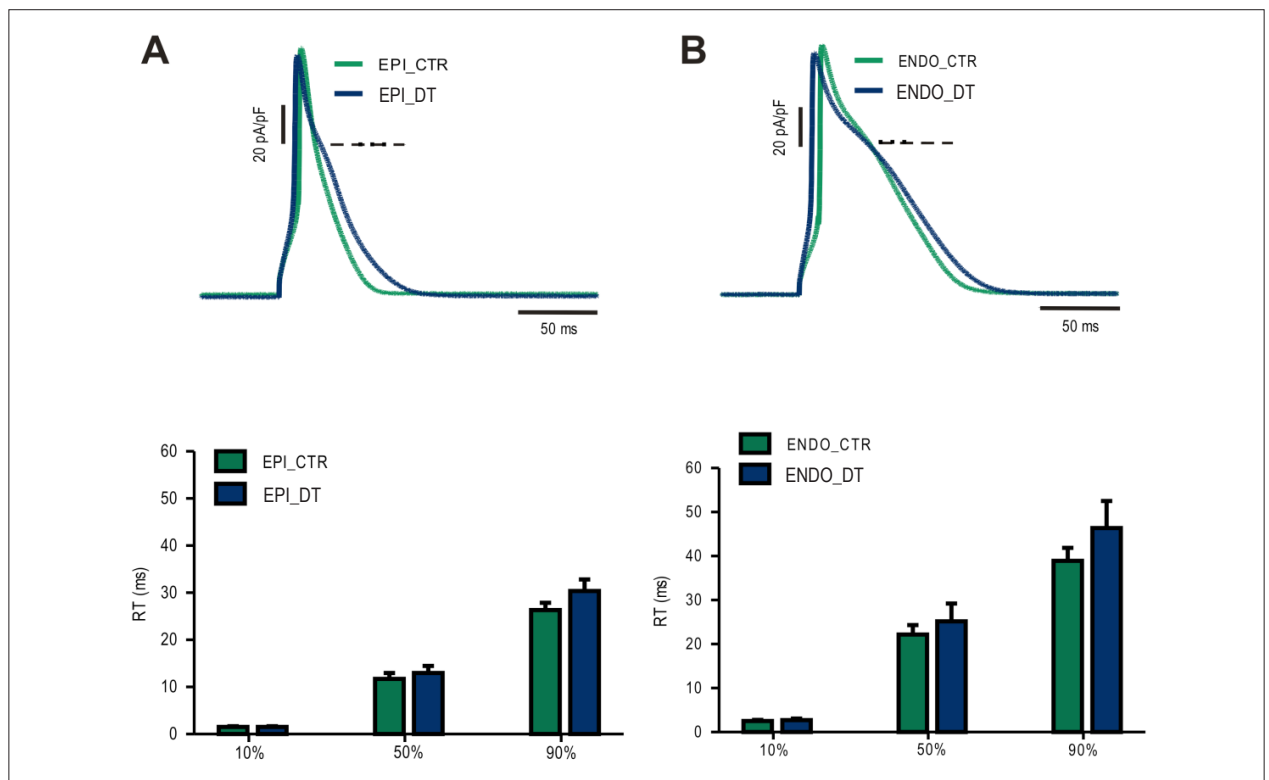 A
EPI_CTR
EPI_DT
20 pA/pF
50 ms
B
ENDO_CTR
ENDO_DT
20 pA/pF
50 ms
EPI_CTR
EPI_DT
RT (ms)
60
50
40
30
20
10
0
10%
50%
90%
ENDO_CTR
ENDO_DT
RT (ms)
60
50
40
30
20
10
0
10%
50%
90%